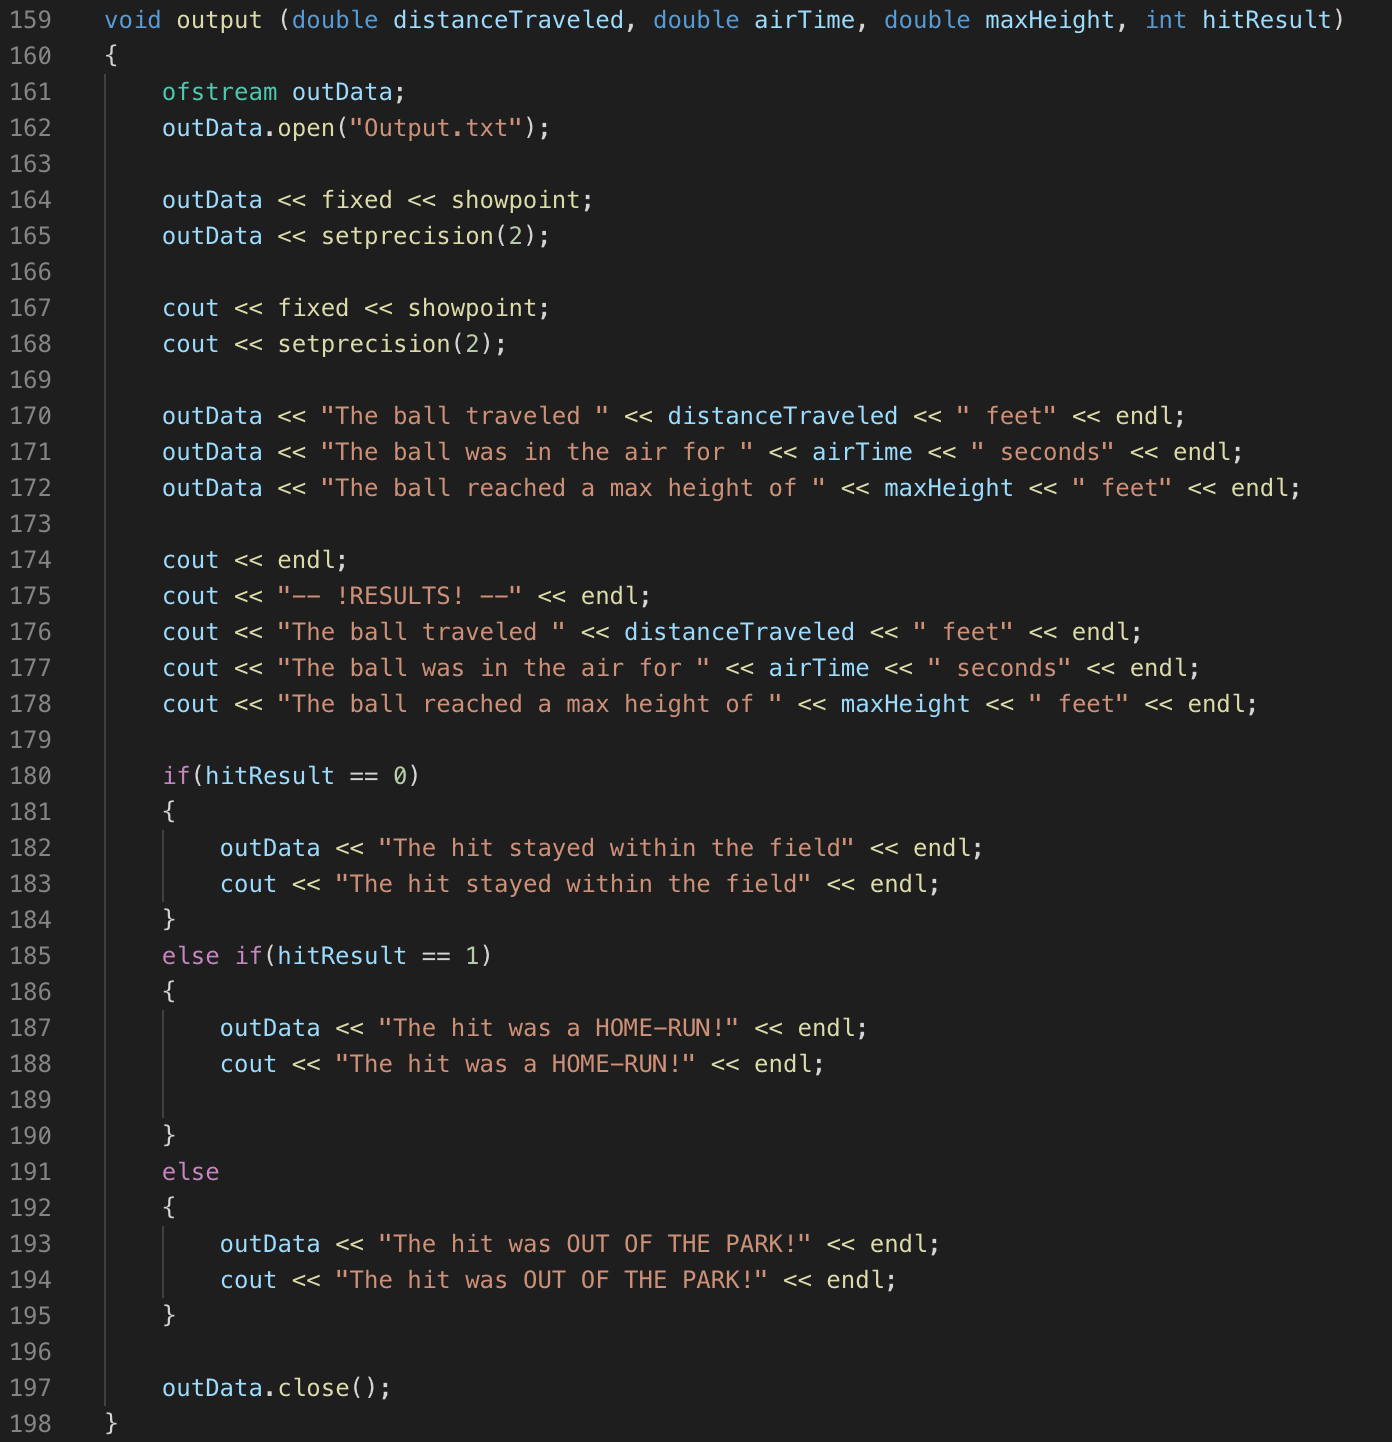 159 void output (double distanceTraveled, double airTime, double maxHeight, int hitResult)
160 {
161     ofstream outData;
162     outData.open("Output.txt");
163
164     outData << fixed << showpoint;
165     outData << setprecision(2);
166
167     cout << fixed << showpoint;
168     cout << setprecision(2);
169
170     outData << "The ball traveled " << distanceTraveled << " feet" << endl;
171     outData << "The ball was in the air for " << airTime << " seconds" << endl;
172     outData << "The ball reached a max height of " << maxHeight << " feet" << endl;
173
174     cout << endl;
175     cout << "-- !RESULTS! --" << endl;
176     cout << "The ball traveled " << distanceTraveled << " feet" << endl;
177     cout << "The ball was in the air for " << airTime << " seconds" << endl;
178     cout << "The ball reached a max height of " << maxHeight << " feet" << endl;
179
180     if(hitResult == 0)
181     {
182         outData << "The hit stayed within the field" << endl;
183         cout << "The hit stayed within the field" << endl;
184     }
185     else if(hitResult == 1)
186     {
187         outData << "The hit was a HOME-RUN!" << endl;
188         cout << "The hit was a HOME-RUN!" << endl;
189
190     }
191     else
192     {
193         outData << "The hit was OUT OF THE PARK!" << endl;
194         cout << "The hit was OUT OF THE PARK!" << endl;
195     }
196
197     outData.close();
198 }